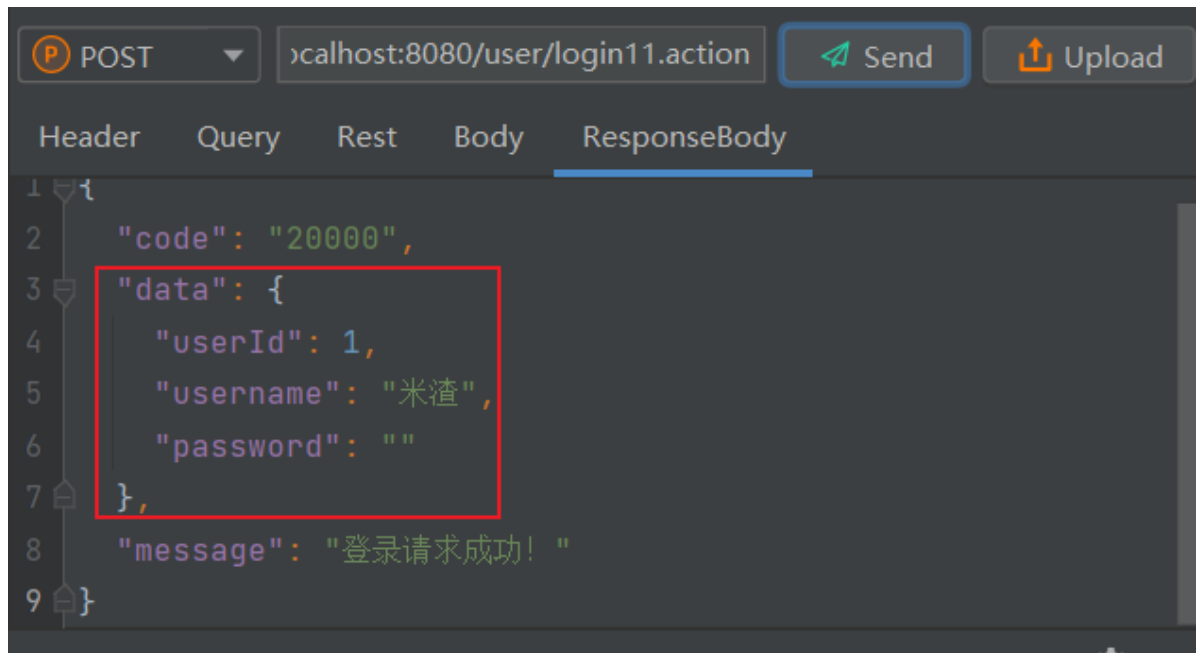 P POST ocalhost:8080/user/login11.action Send Upload
Header Query Rest Body ResponseBody
1 {
2 "code": "20000",
3 "data": {
4 "userId": 1,
5 "username": "米渣",
6 "password": ""
7 },
8 "message": "登录请求成功!"
9 }